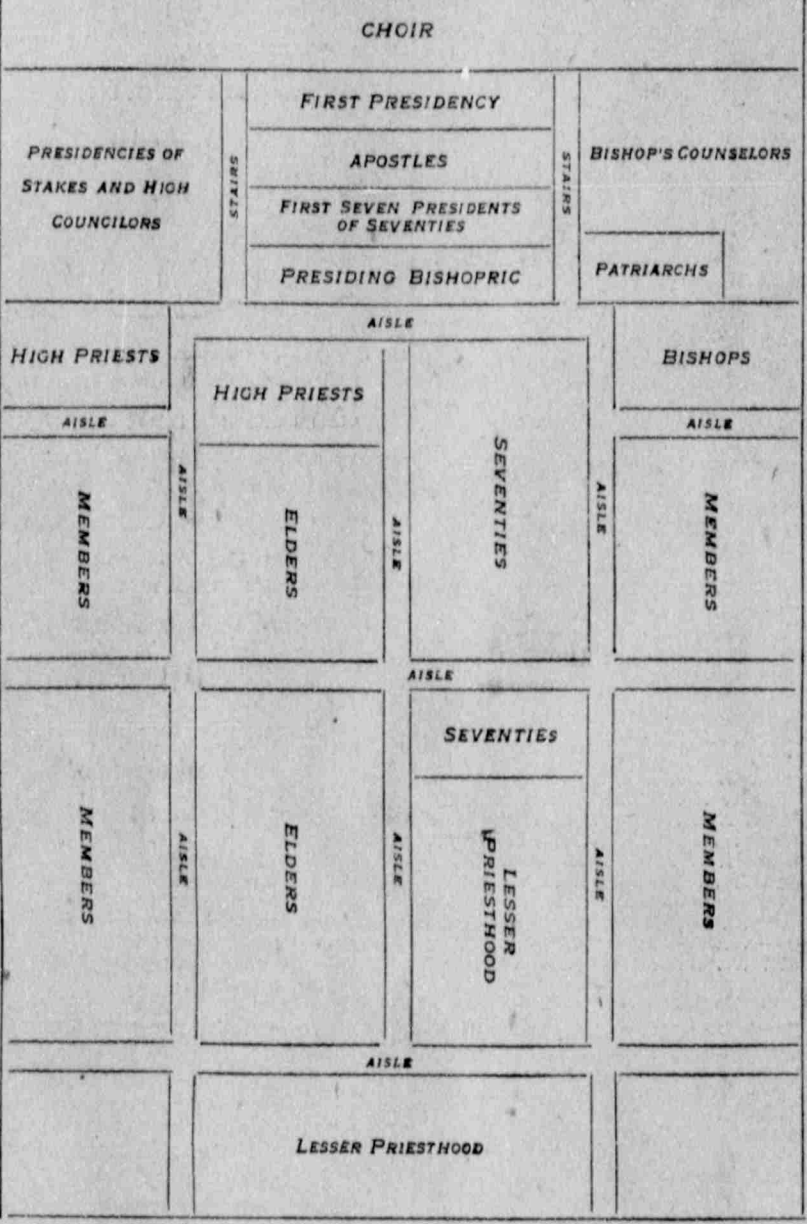 CHOIR
PRESIDENCIES OF
STAKES AND HIGH
COUNCILORS
STAIRS
FIRST PRESIDENCY
APOSTLES
FIRST SEVEN PRESIDENTS
OF SEVENTIES
PRESIDING BISHOPRIC
STAIRS
BISHOP'S COUNSELORS
PATRIARCHS
AISLE
HIGH PRIESTS
HIGH PRIESTS
BISHOPS
AISLE
AISLE
MEMBERS
AISLE
ELDERS
AISLE
SEVENTIES
AISLE
MEMBERS
AISLE
SEVENTIES
MEMBERS
AISLE
ELDERS
AISLE
LESSER
PRIESTHOOD
AISLE
MEMBERS
AISLE
LESSER PRIESTHOOD